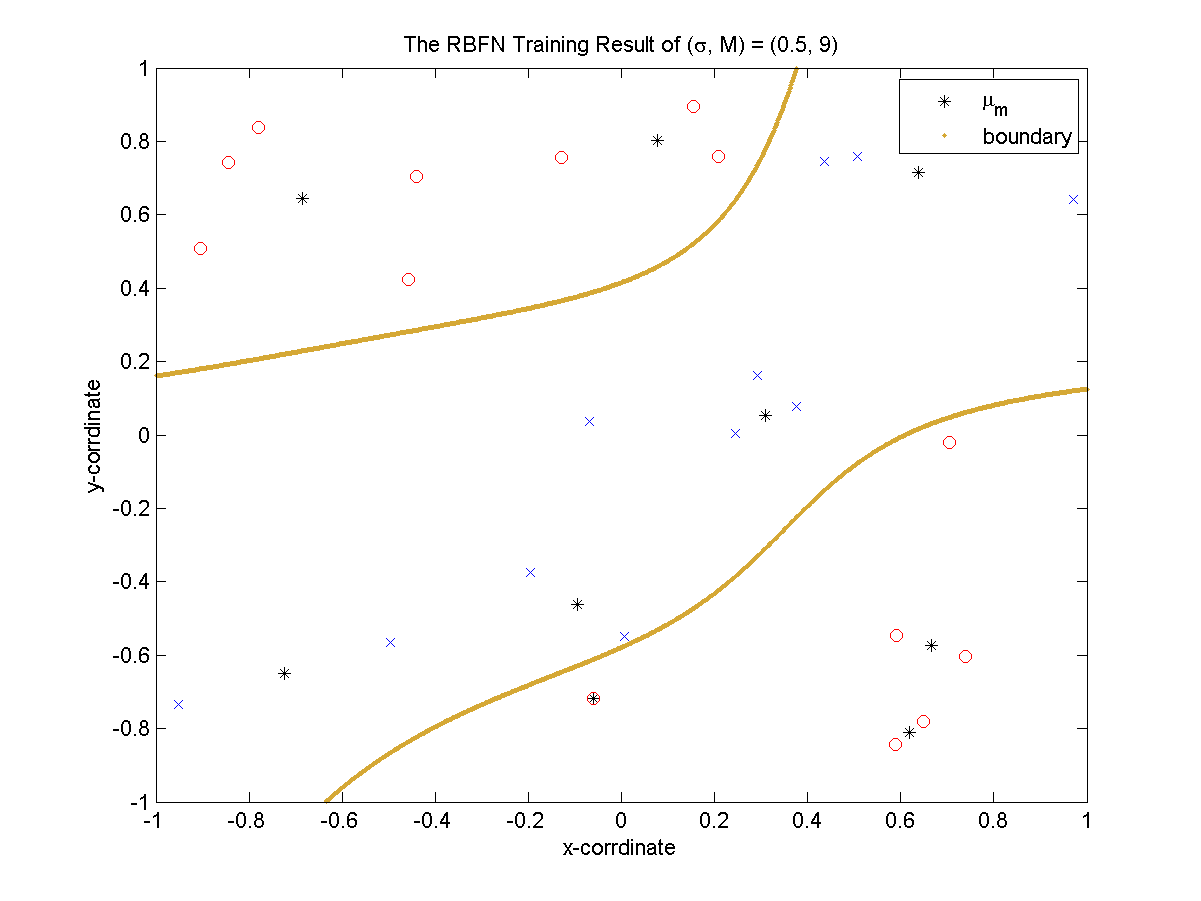 The RBFN Training Result of (σ, M) = (0.5, 9)
μm
boundary
1
0.8
0.6
0.4
0.2
0
-0.2
-0.4
-0.6
-0.8
-1
y-corrdinate
-1 -0.8 -0.6 -0.4 -0.2 0 0.2 0.4 0.6 0.8 1
x-corrdinate